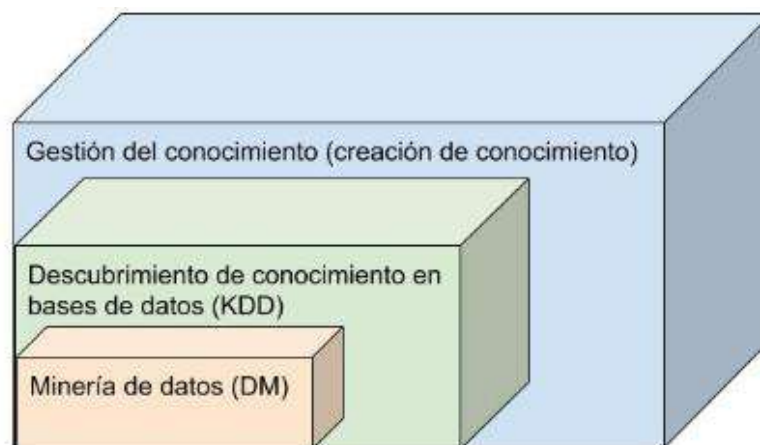 Gestión del conocimiento (creación de conocimiento)
Descubrimiento de conocimiento en
bases de datos (KDD)
Minería de datos (DM)